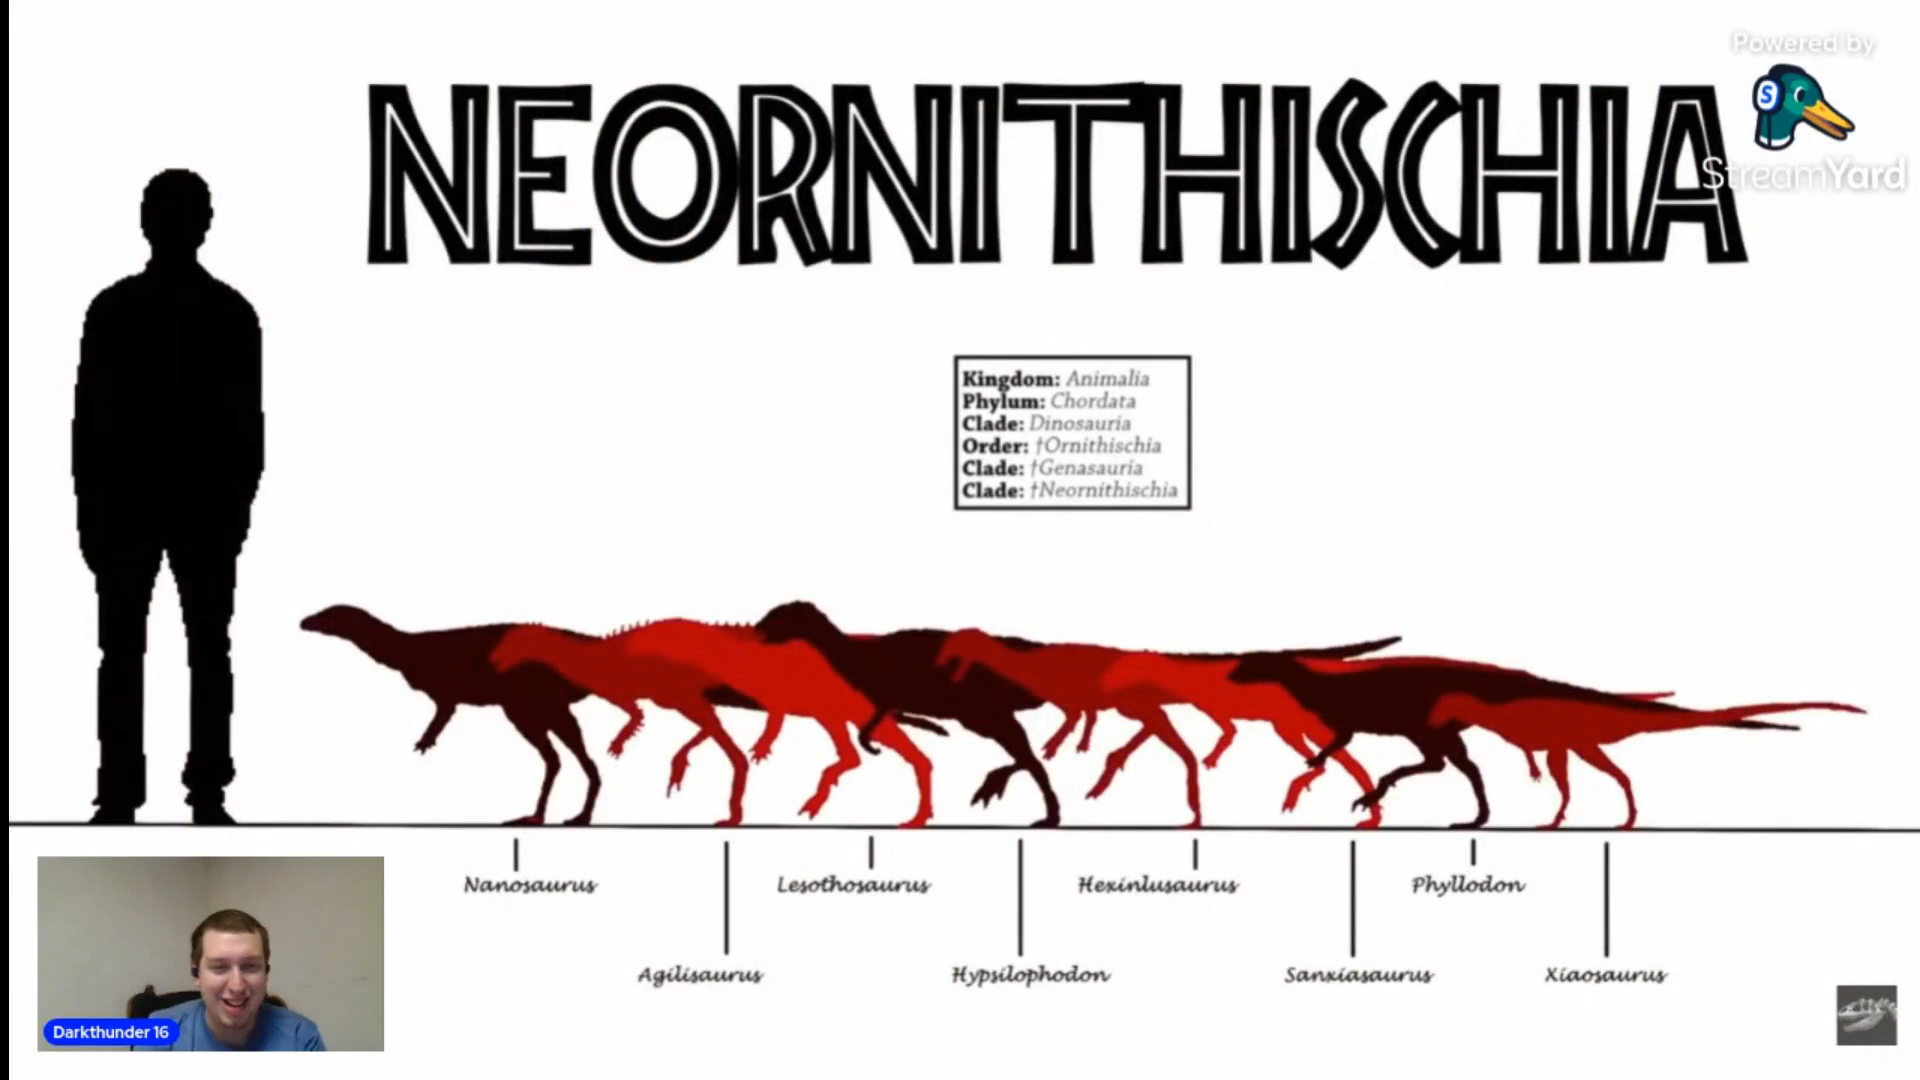 Powered by
StreamYard
NEORNITHISCHIA
Kingdom: Animalia
Phylum: Chordata
Clade: Dinosauria
Order: †Ornithischia
Clade: †Genasauria
Clade: †Neornithischia
Nanosaurus
Lesothosaurus
Hexinlusaurus
Phyllodon
Agilisaurus
Hypsilophodon
Sanxiasaurus
Xiaosaurus
Darkthunder 16